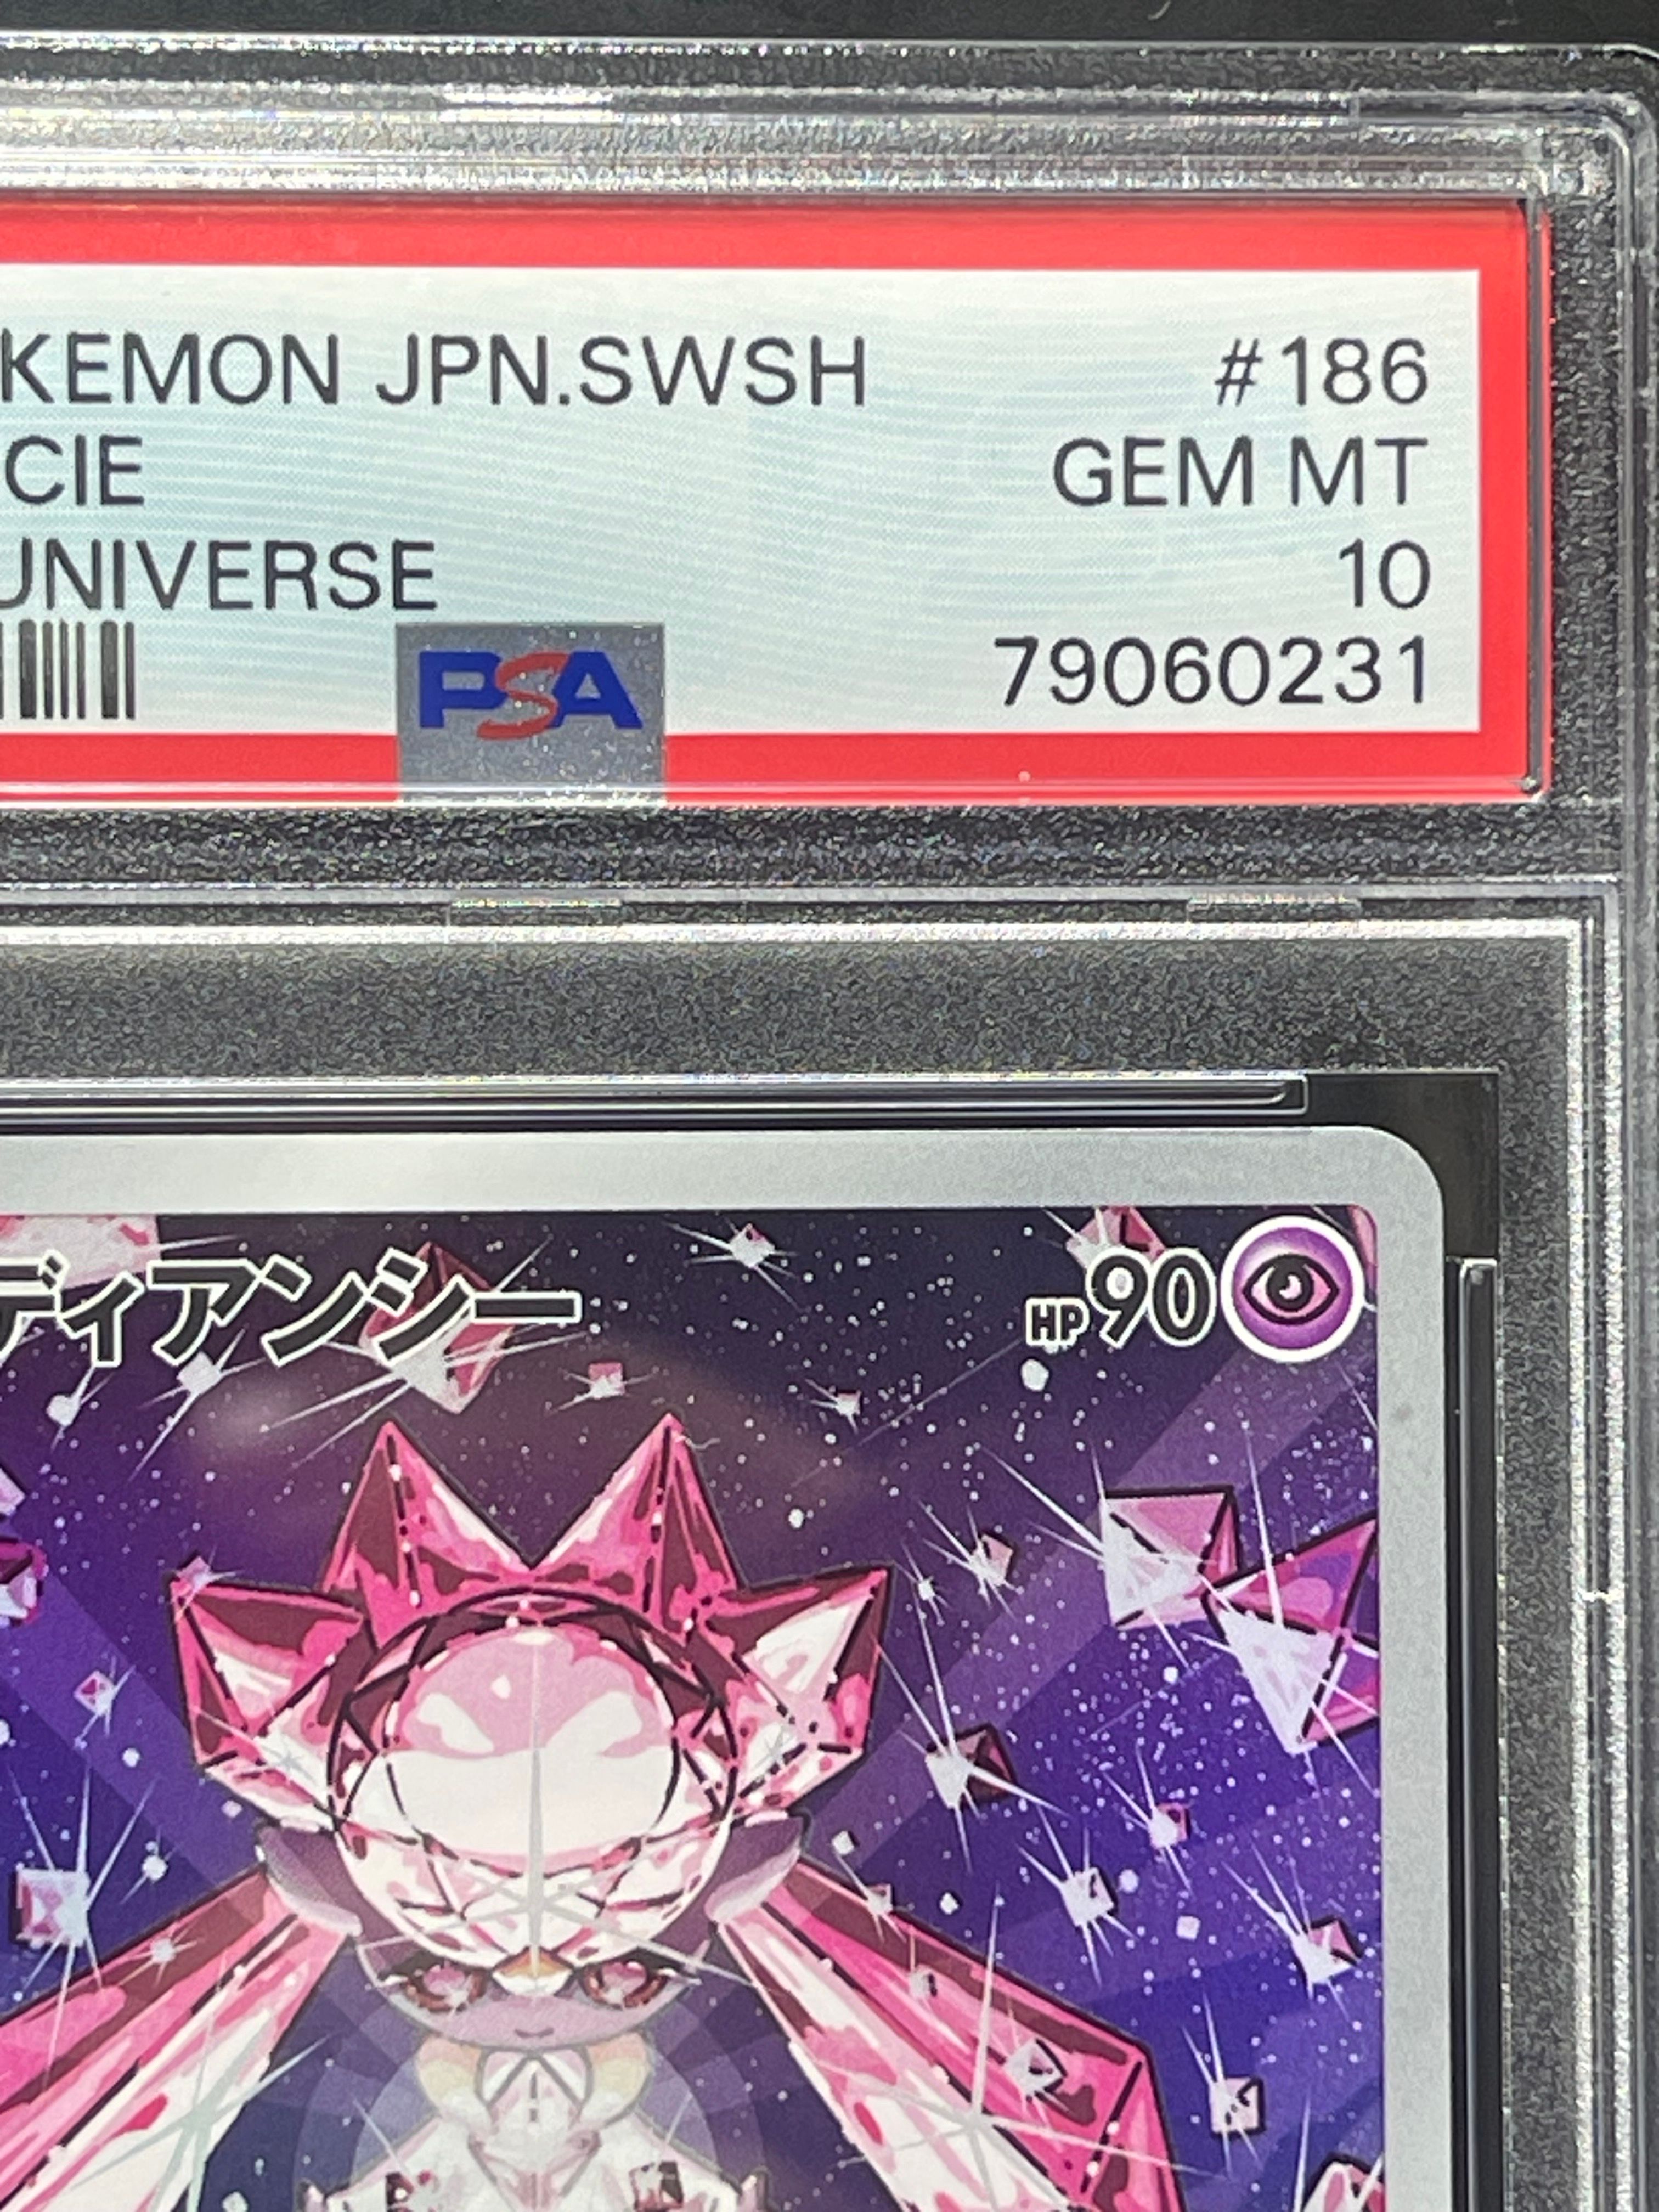 KEMON JPN.SWSH #186
CIE GEM MT
UNIVERSE 10
PSA 79060231
ディアンシー HP90